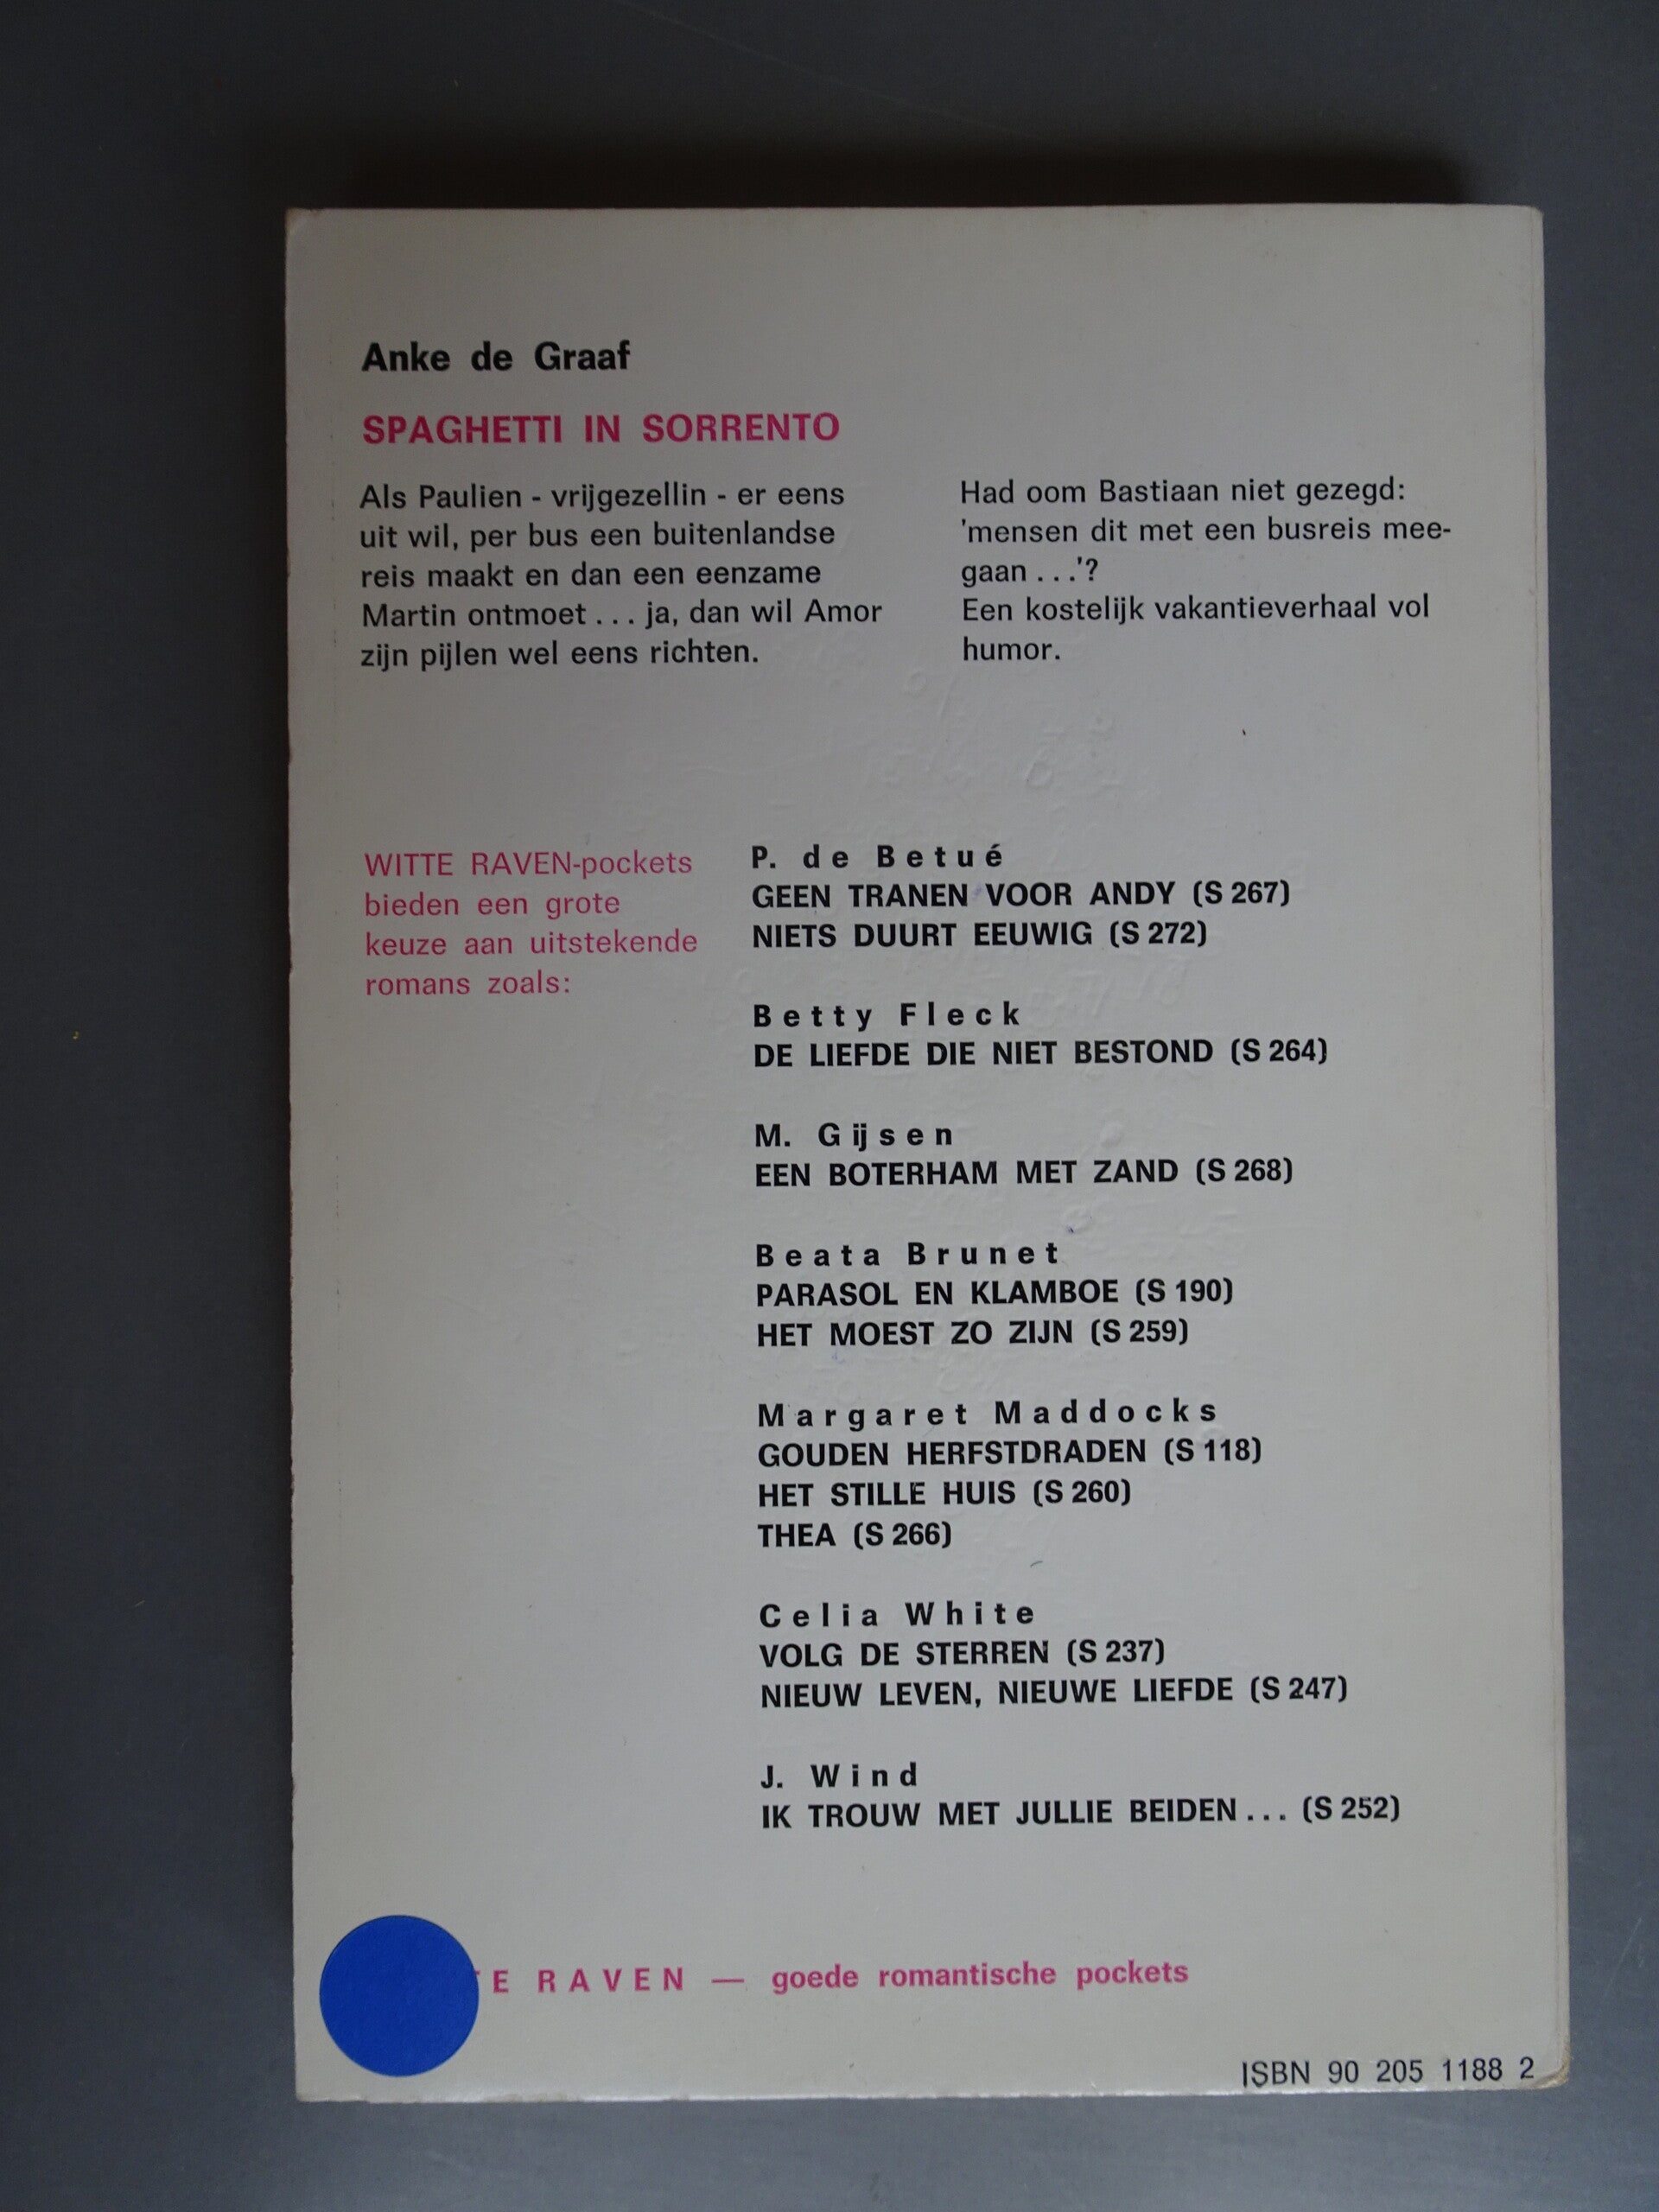 Anke de Graaf
SPAGHETTI IN SORRENTO
Als Paulien - vrijgezellin - er eens
uit wil, per bus een buitenlandse
reis maakt en dan een eenzame
Martin ontmoet . . . ja, dan wil Amor
zijn pijlen wel eens richten.
Had oom Bastiaan niet gezegd:
'mensen dit met een busreis mee-
gaan . . .'?
Een kostelijk vakantieverhaal vol
humor.
WITTE RAVEN-pockets
bieden een grote
keuze aan uitstekende
romans zoals:
P. de Betué
GEEN TRANEN VOOR ANDY (S 267)
NIETS DUURT EEUWIG (S 272)
Betty Fleck
DE LIEFDE DIE NIET BESTOND (S 264)
M. Gijsen
EEN BOTERHAM MET ZAND (S 268)
Beata Brunet
PARASOL EN KLAMBOE (S 190)
HET MOEST ZO ZIJN (S 259)
Margaret Maddocks
GOUDEN HERFSTDRADEN (S 118)
HET STILLE HUIS (S 260)
THEA (S 266)
Celia White
VOLG DE STERREN (S 237)
NIEUW LEVEN, NIEUWE LIEFDE (S 247)
J. Wind
IK TROUW MET JULLIE BEIDEN . . . (S 252)
RAVEN — goede romantische pockets
ISBN 90 205 1188 2